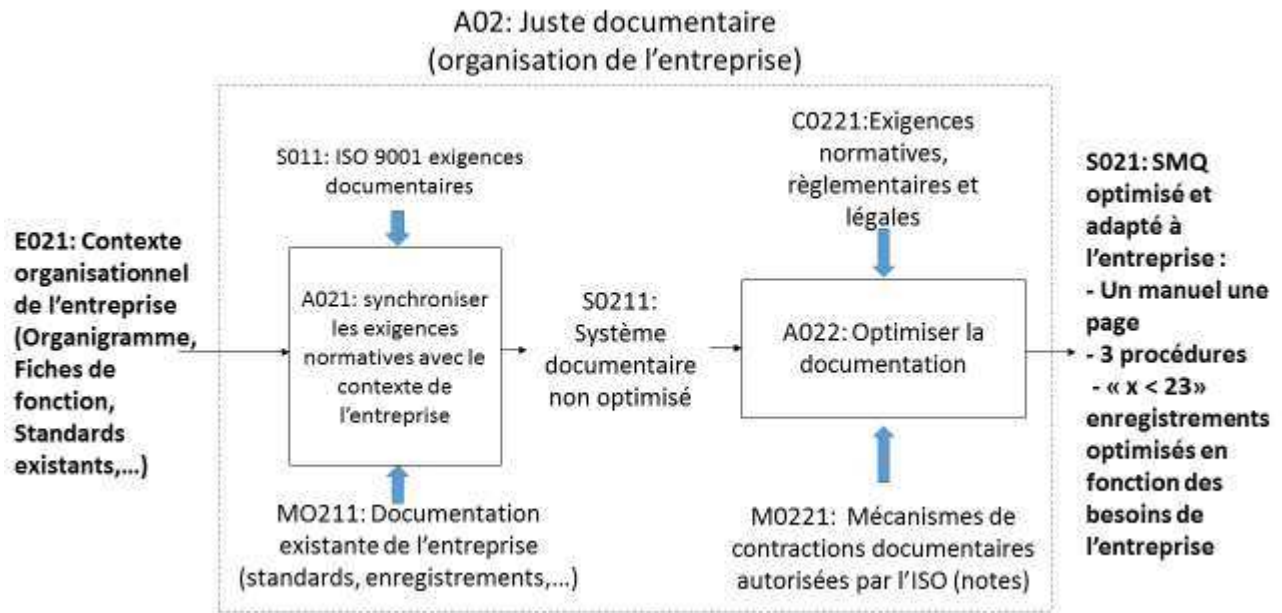 A02: Juste documentaire
(organisation de l'entreprise)
S011: ISO 9001 exigences
documentaires
C0221:Exigences
normatives,
règlementaires et
légales
E021: Contexte
organisationnel
de l'entreprise
(Organigramme,
Fiches de
fonction,
Standards
existants,...)
A021: synchroniser
les exigences
normatives avec le
contexte de
l'entreprise
S0211:
Système
documentaire
non optimisé
A022: Optimiser la
documentation
MO211: Documentation
existante de l'entreprise
(standards, enregistrements,...)
M0221: Mécanismes de
contractions documentaires
autorisées par l'ISO (notes)
S021: SMQ
optimisé et
adapté à
l'entreprise :
- Un manuel une
page
- 3 procédures
- « x < 23»
enregistrements
optimisés en
fonction des
besoins de
l'entreprise